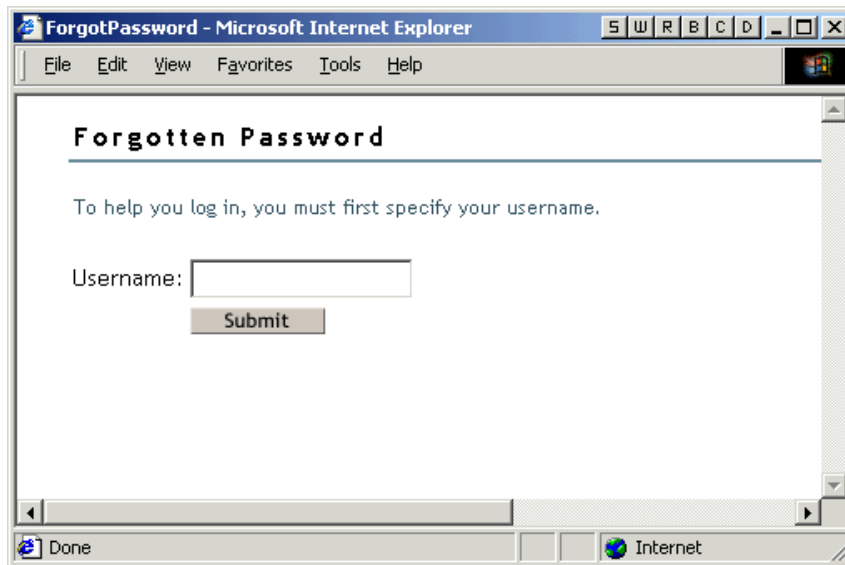 ForgotPassword - Microsoft Internet Explorer S W R B C D
File Edit View Favorites Tools Help
Forgotten Password
To help you log in, you must first specify your username.
Username:
Submit
Done Internet